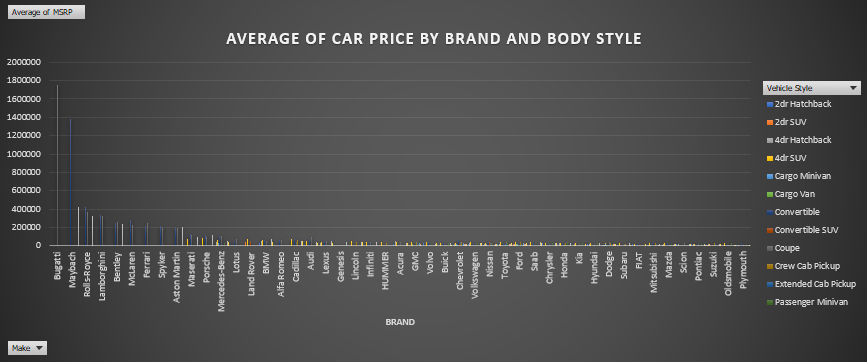 Average of MSRP
AVERAGE OF CAR PRICE BY BRAND AND BODY STYLE
2000000
1800000
1600000
1400000
1200000
1000000
800000
600000
400000
200000
0
Bugatti
Maybach
Rolls-Royce
Lamborghini
Bentley
McLaren
Ferrari
Spyker
Aston Martin
Maserati
Porsche
Mercedes-Benz
Lotus
Land Rover
BMW
Alfa Romeo
Cadillac
Audi
Lexus
Genesis
Lincoln
Infiniti
HUMMER
Acura
GMC
Volvo
Buick
Chevrolet
Volkswagen
Nissan
Toyota
Ford
Saab
Chrysler
Honda
Kia
Hyundai
Dodge
Subaru
FIAT
Mitsubishi
Mazda
Scion
Pontiac
Suzuki
Oldsmobile
Plymouth
BRAND
Vehicle Style
2dr Hatchback
2dr SUV
4dr Hatchback
4dr SUV
Cargo Minivan
Cargo Van
Convertible
Convertible SUV
Coupe
Crew Cab Pickup
Extended Cab Pickup
Passenger Minivan
Make